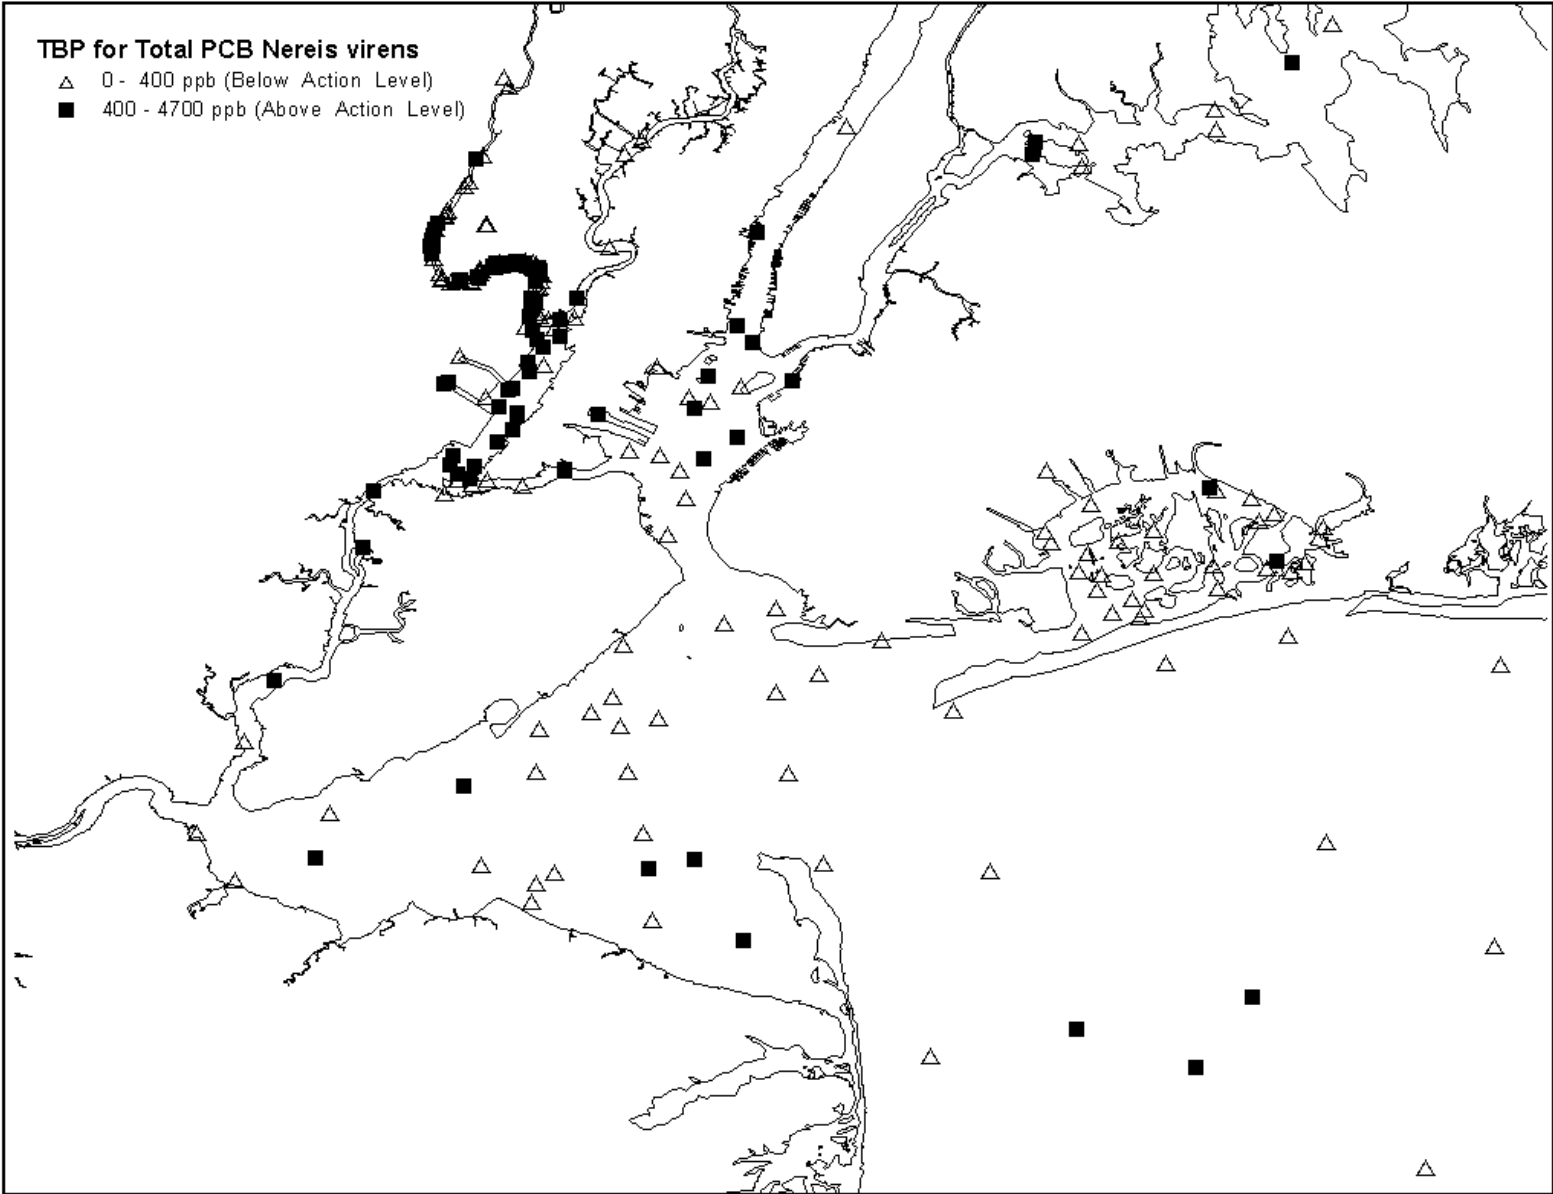 TBP for Total PCB Nereis virens
0 - 400 ppb (Below Action Level)
400 - 4700 ppb (Above Action Level)